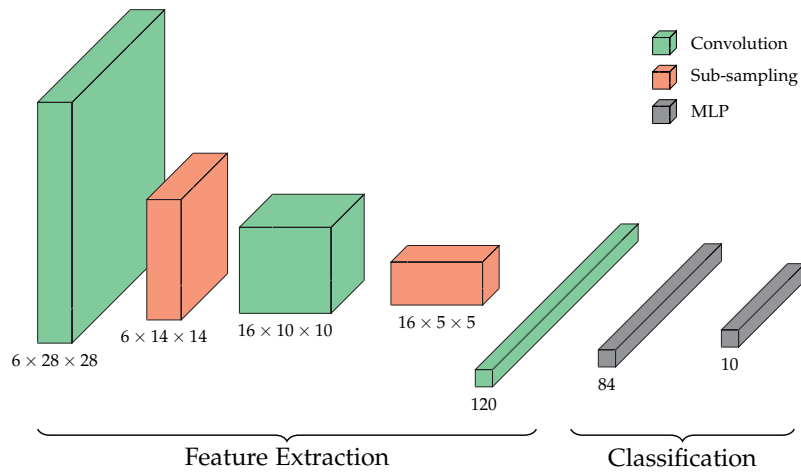 Convolution
Sub-sampling
MLP
6 × 28 × 28
6 × 14 × 14
16 × 10 × 10
16 × 5 × 5
120
84
10
Feature Extraction
Classification